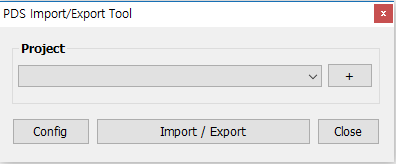 PDS Import/Export Tool x
Project
+
Config Import / Export Close